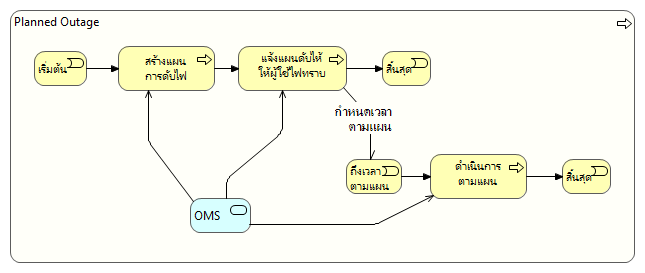 Planned Outage
เริ่มต้น
สร้างแผน
การดับไฟ
แจ้งแผนดับไห้
ให้ผู้ใช้ไฟทราบ
สิ้นสุด
กำหนดเวลา
ตามแผน
ถึงเวลา
ตามแผน
ดำเนินการ
ตามแผน
สิ้นสุด
OMS